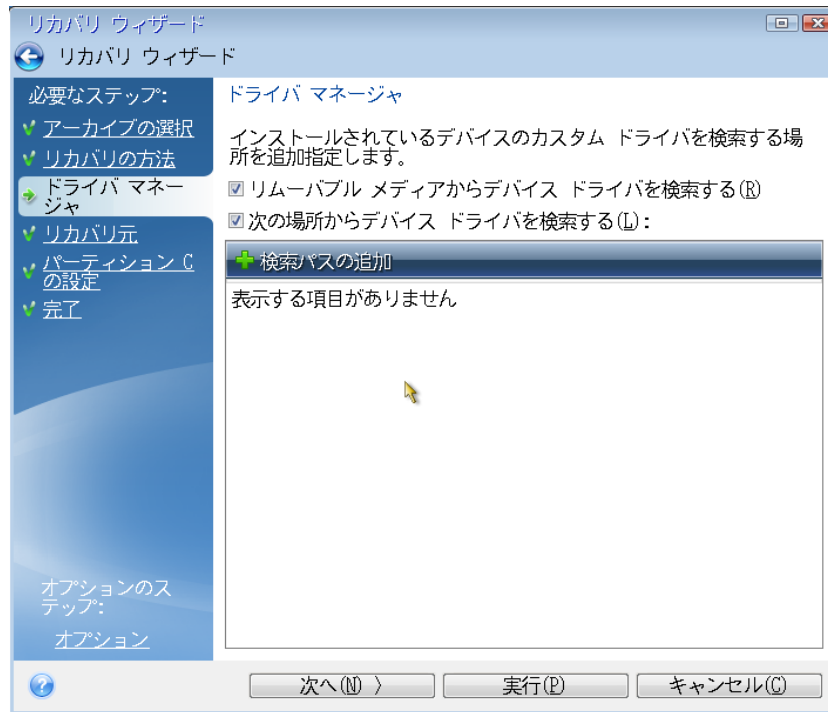 リカバリ ウィザード
リカバリ ウィザード
必要なステップ:
アーカイブの選択
リカバリの方法
ドライバ マネー
ジャ
リカバリ元
パーティション C
の設定
完了
オプションのス
テップ:
オプション
ドライバ マネージャ
インストールされているデバイスのカスタム ドライバを検索する場
所を追加指定します。
リムーバブル メディアからデバイス ドライバを検索する(R)
次の場所からデバイス ドライバを検索する(L):
検索パスの追加
表示する項目がありません
次へ(N) 〉
実行(P)
キャンセル(C)